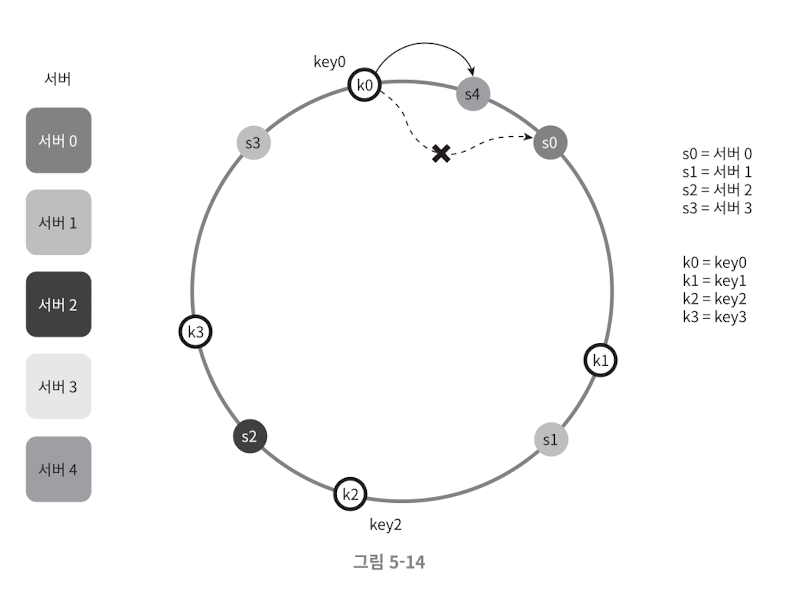 서버
서버 0
서버 1
서버 2
서버 3
서버 4
key0
k0
s4
s3
s0
k3
k1
s2
s1
k2
key2
s0 = 서버 0
s1 = 서버 1
s2 = 서버 2
s3 = 서버 3
k0 = key0
k1 = key1
k2 = key2
k3 = key3
그림 5-14